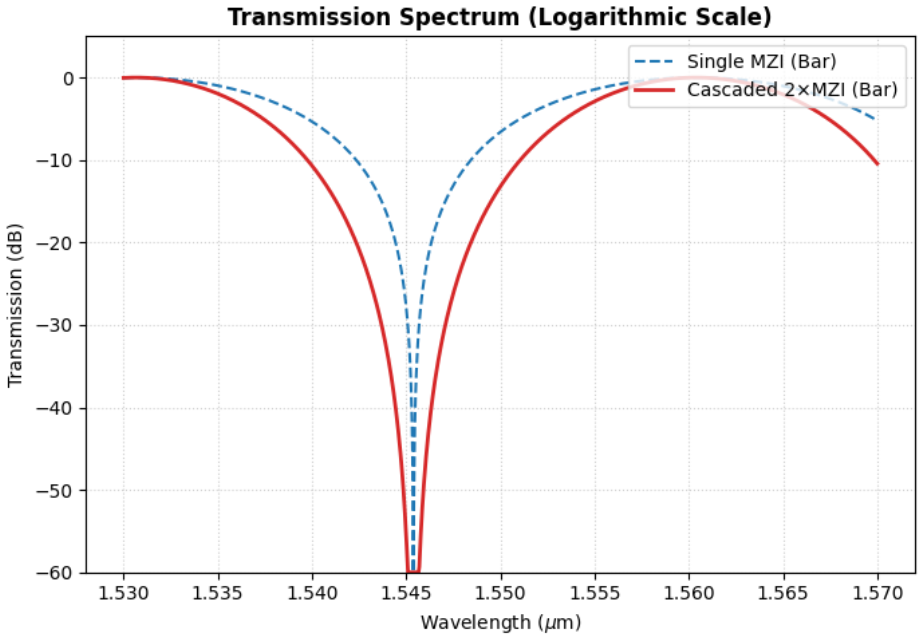 Transmission Spectrum (Logarithmic Scale)
Single MZI (Bar)
Cascaded 2×MZI (Bar)
Transmission (dB)
0
−10
−20
−30
−40
−50
−60
1.530 1.535 1.540 1.545 1.550 1.555 1.560 1.565 1.570
Wavelength (μm)